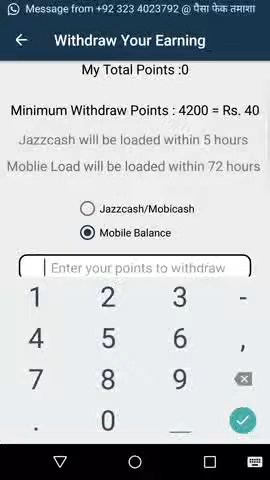 Message from +92 323 4023792 @ पैसा फेक तमाशा
Withdraw Your Earning
My Total Points :0
Minimum Withdraw Points : 4200 = Rs. 40
Jazzcash will be loaded within 5 hours
Moblie Load will be loaded within 72 hours
Jazzcash/Mobicash
Mobile Balance
Enter your points to withdraw
1 2 3 -
4 5 6 ,
7 8 9
. 0 _